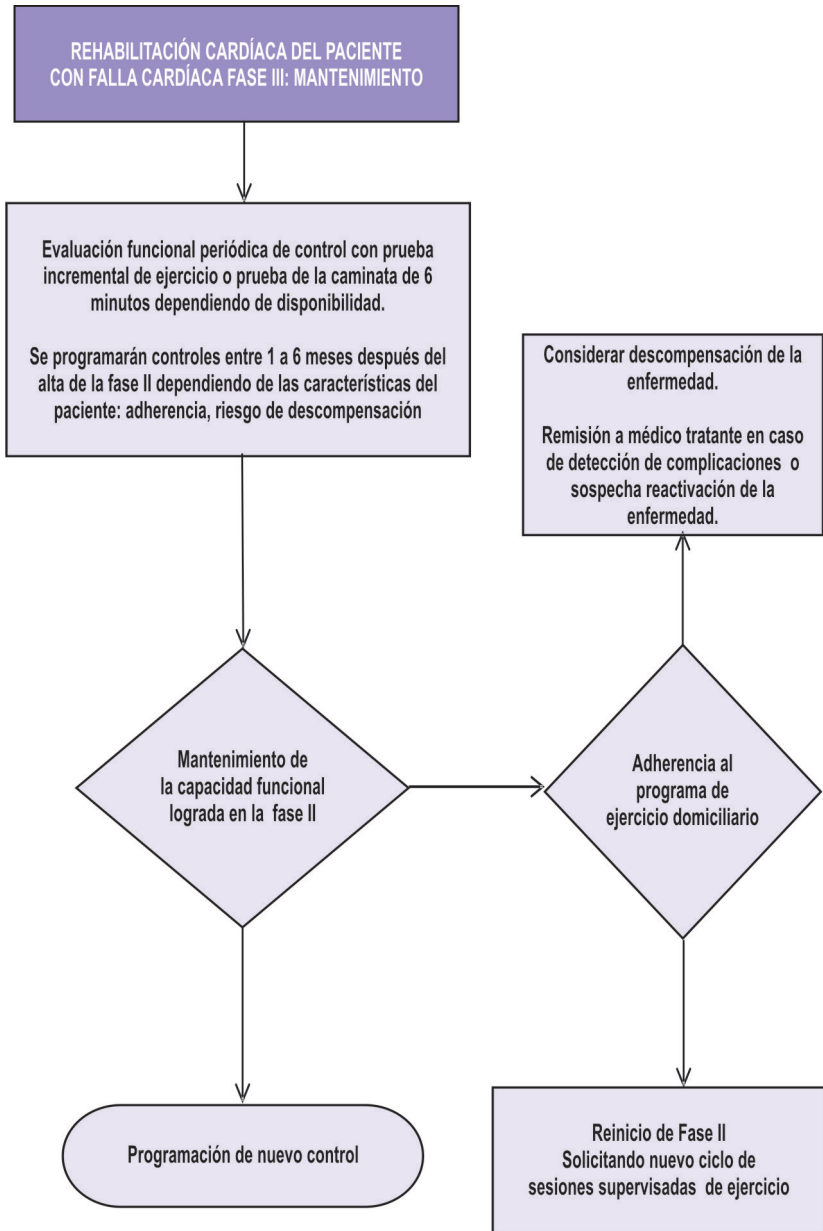 REHABILITACIÓN CARDÍACA DEL PACIENTE
CON FALLA CARDÍACA FASE III: MANTENIMIENTO
Evaluación funcional periódica de control con prueba
incremental de ejercicio o prueba de la caminata de 6
minutos dependiendo de disponibilidad.
Se programarán controles entre 1 a 6 meses después del
alta de la fase II dependiendo de las características del
paciente: adherencia, riesgo de descompensación
Considerar descompensación de la
enfermedad.
Remisión a médico tratante en caso
de detección de complicaciones o
sospecha reactivación de la
enfermedad.
Mantenimiento de
la capacidad funcional
lograda en la fase II
Adherencia al
programa de
ejercicio domiciliario
Programación de nuevo control
Reinicio de Fase II
Solicitando nuevo ciclo de
sesiones supervisadas de ejercicio